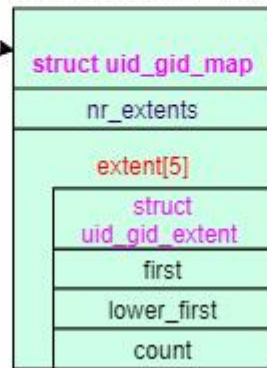 struct uid_gid_map
nr_extents
extent[5]
struct
uid_gid_extent
first
lower_first
count